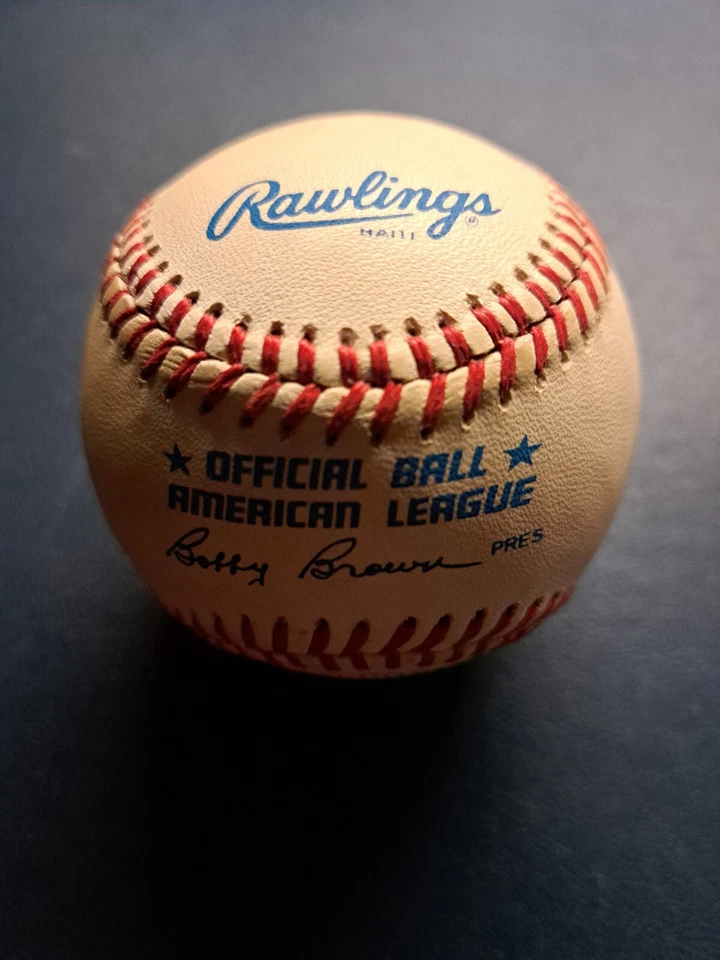 Rawlings ®
HAITI
★ OFFICIAL BALL ★
AMERICAN LEAGUE
Bobby Brown PRES